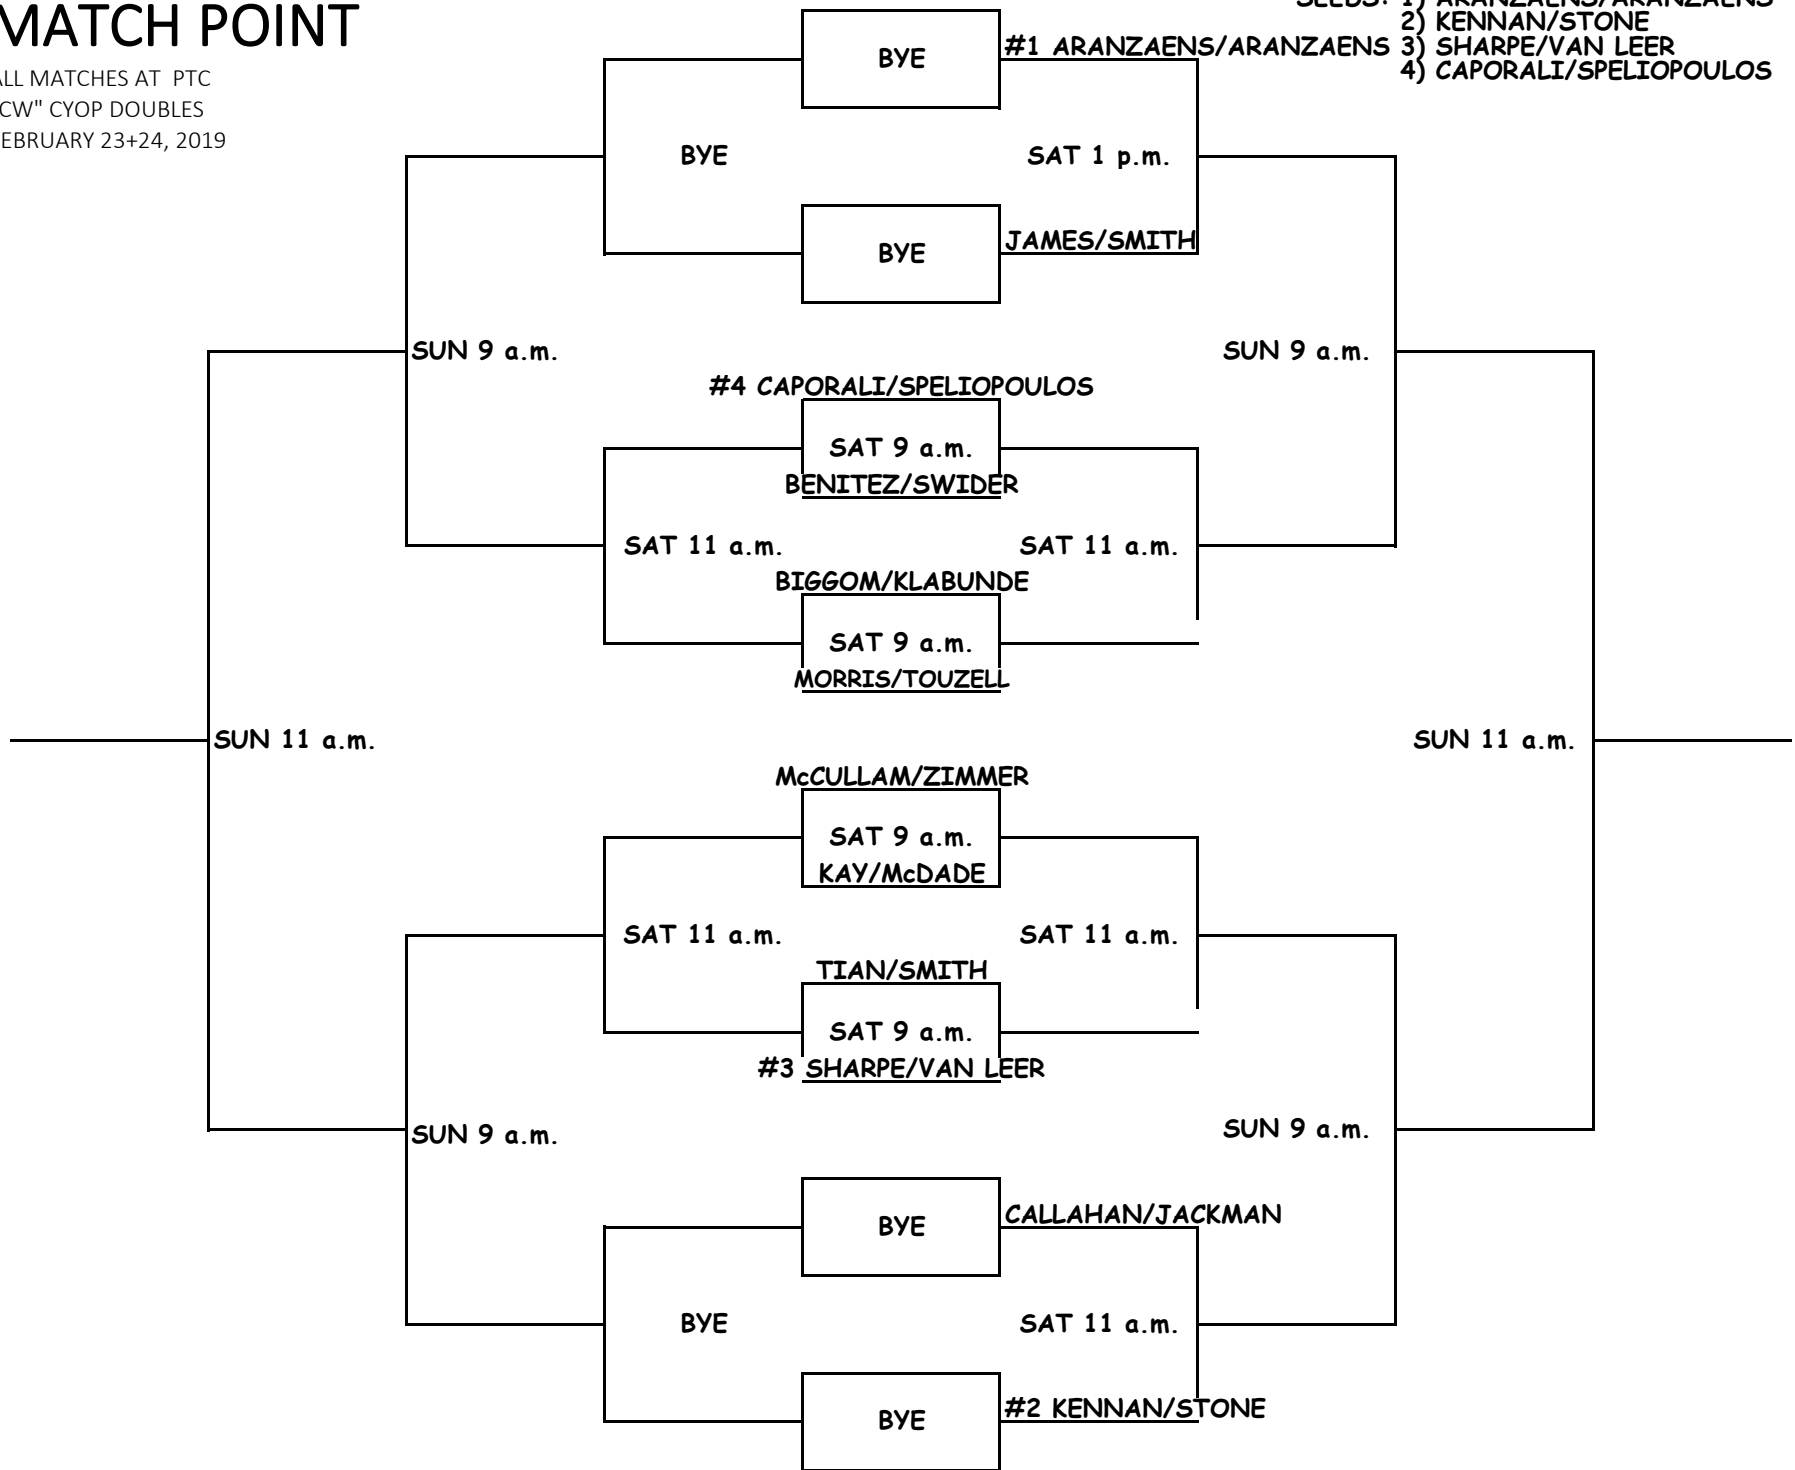 MATCH POINT
ALL MATCHES AT PTC
CW" CYOP DOUBLES
EBRUARY 23+24, 2019
SEEDS: 1) ARANZAENS/ARANZAENS
2) KENNAN/STONE
3) SHARPE/VAN LEER
4) CAPORALI/SPELIOPOULOS
BYE
#1 ARANZAENS/ARANZAENS
BYE
SAT 1 p.m.
BYE
JAMES/SMITH
SUN 9 a.m.
SUN 9 a.m.
#4 CAPORALI/SPELIOPOULOS
SAT 9 a.m.
BENITEZ/SWIDER
SAT 11 a.m.
SAT 11 a.m.
BIGGOM/KLABUNDE
SAT 9 a.m.
MORRIS/TOUZELL
SUN 11 a.m.
SUN 11 a.m.
McCULLAM/ZIMMER
SAT 9 a.m.
KAY/McDADE
SAT 11 a.m.
SAT 11 a.m.
TIAN/SMITH
SAT 9 a.m.
#3 SHARPE/VAN LEER
SUN 9 a.m.
SUN 9 a.m.
BYE
CALLAHAN/JACKMAN
BYE
SAT 11 a.m.
BYE
#2 KENNAN/STONE